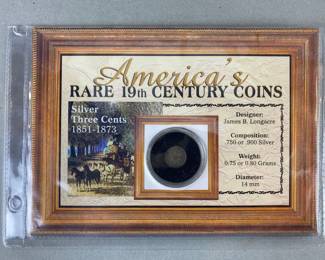 America's
RARE 19th CENTURY COINS
Silver
Three Cents
1851-1873
Designer:
James B. Longacre
Composition:
.750 or .900 Silver
Weight:
0.75 or 0.80 Grams
Diameter:
14 mm